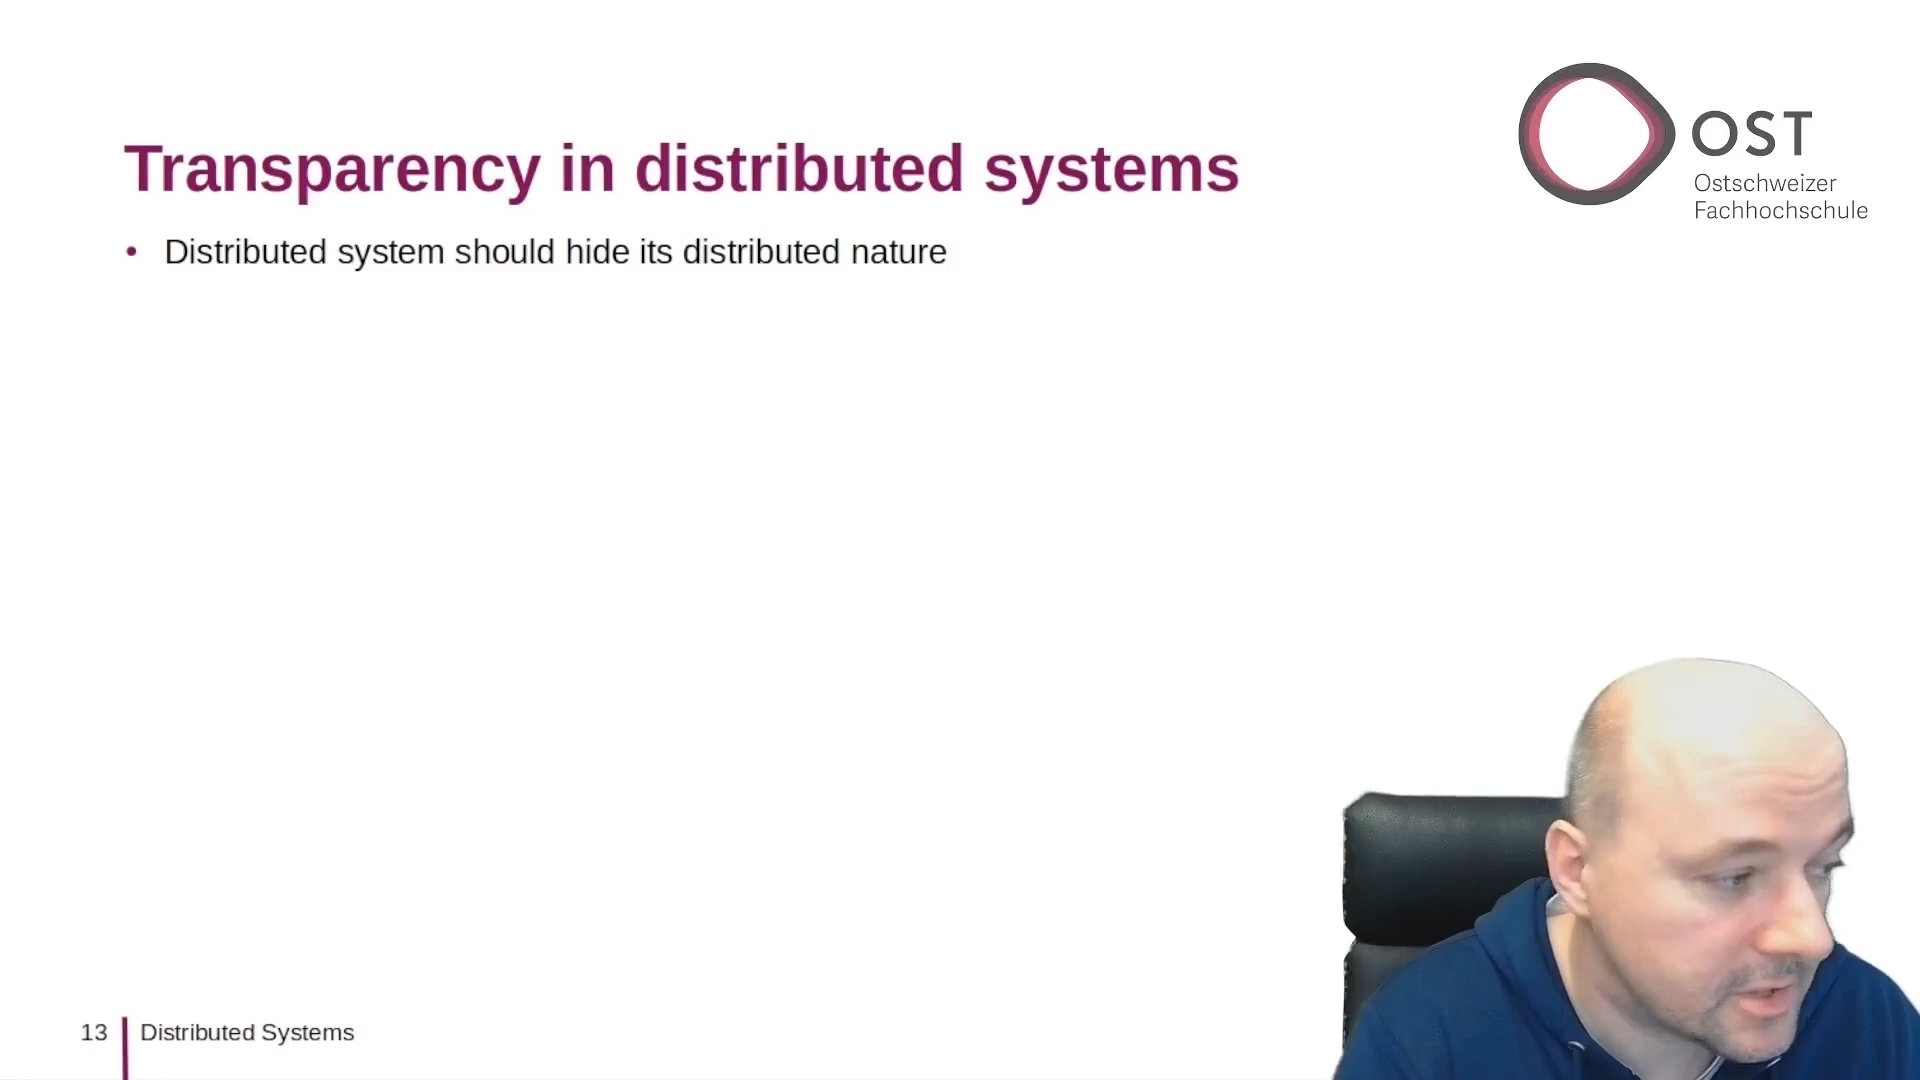 Transparency in distributed systems
• Distributed system should hide its distributed nature
OST
Ostschweizer
Fachhochschule
13 Distributed Systems